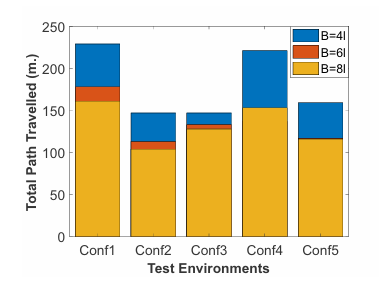 250
200
150
100
50
0
Total Path Travelled (m.)
B=4l
B=6l
B=8l
Conf1 Conf2 Conf3 Conf4 Conf5
Test Environments